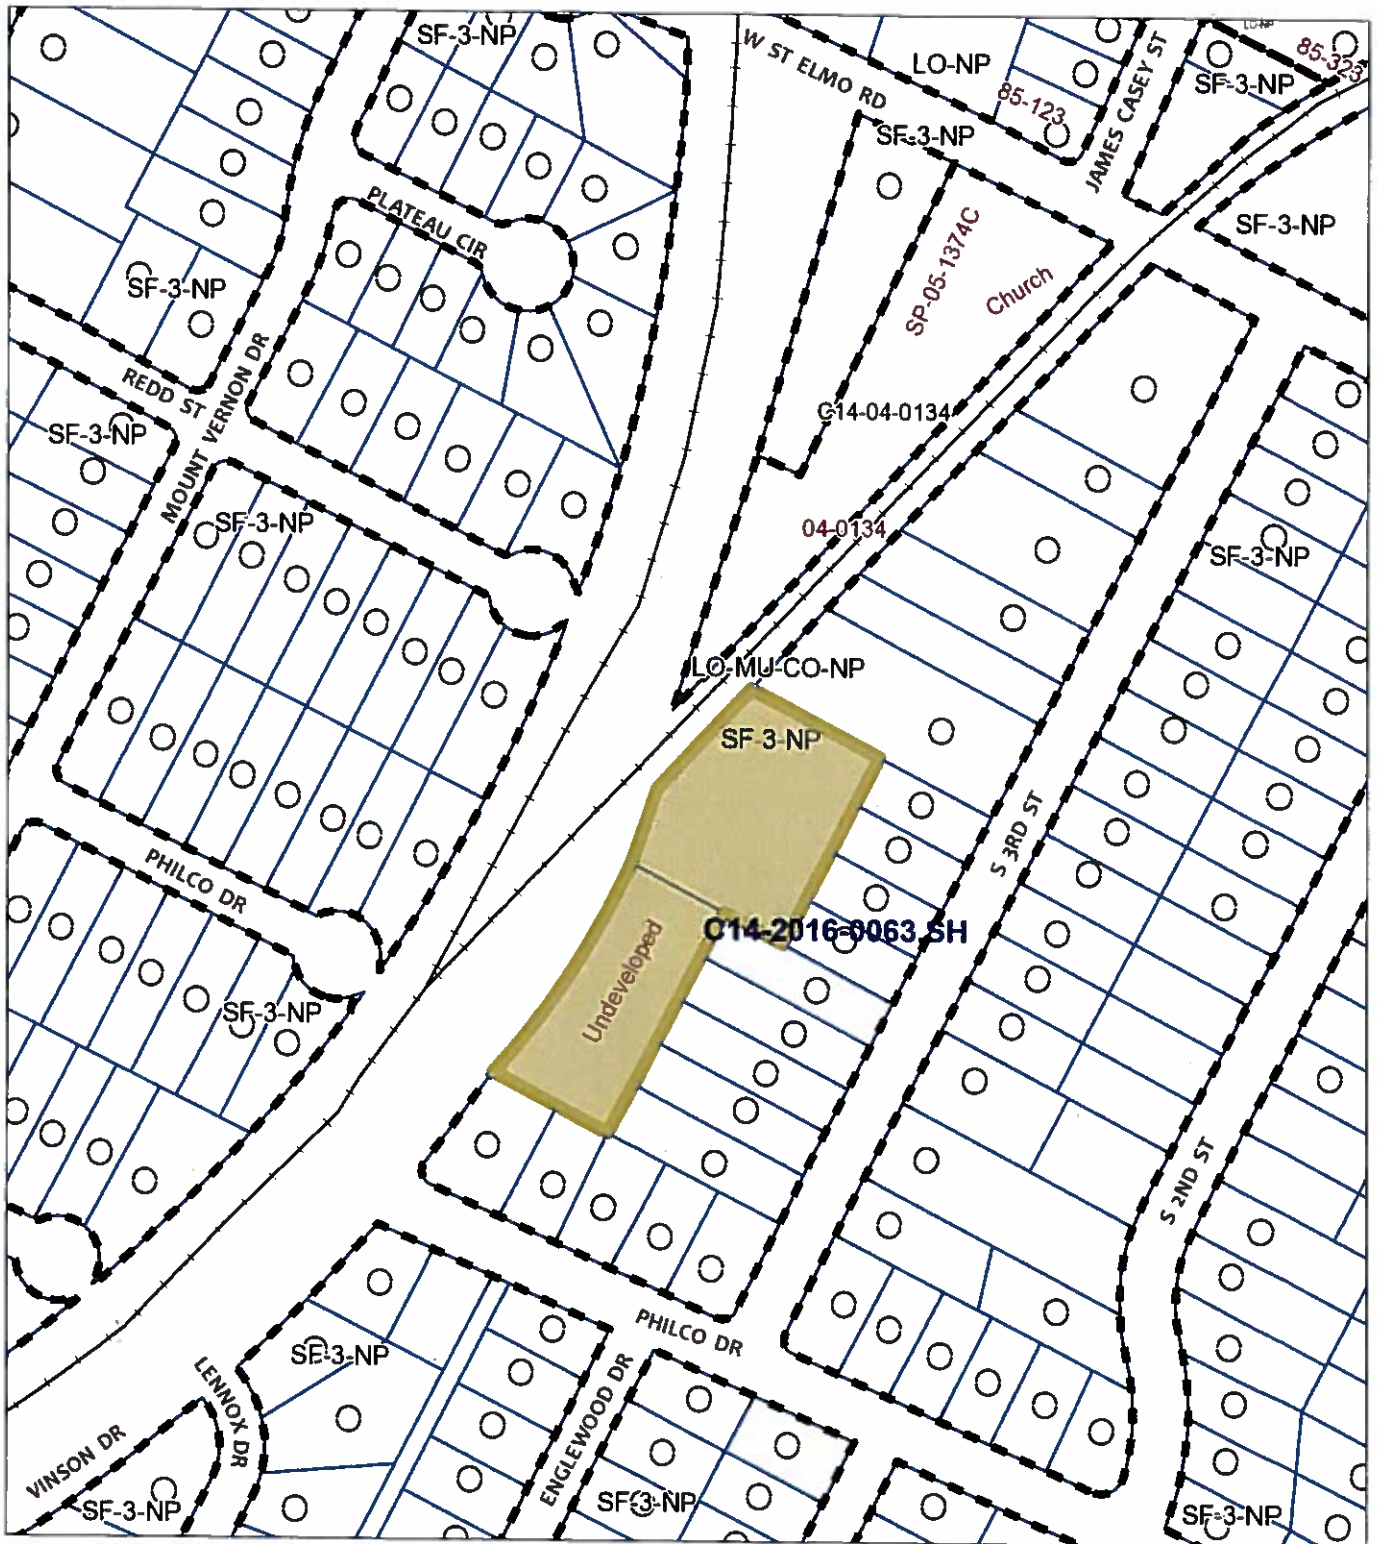 SF-3-NP
W ST ELMO RD
LO-NP
85-123
JAMES CASEY ST
SF-3-NP
LO-NP
85-323
SF-3-NP
PLATEAU CIR
SF-3-NP
SP-05-1374C
Church
SF-3-NP
REDD ST
MOUNT VERNON DR
SF-3-NP
C14-04-0134
SF-3-NP
04-0134
SF-3-NP
LO-MU-CO-NP
SF-3-NP
S 3RD ST
PHILCO DR
C14-2016-0063.SH
Undeveloped
SF-3-NP
S 2ND ST
PHILCO DR
SF-3-NP
LENNOX DR
ENGLEWOOD DR
VINSON DR
SF-3-NP
SF-3-NP
SF-3-NP